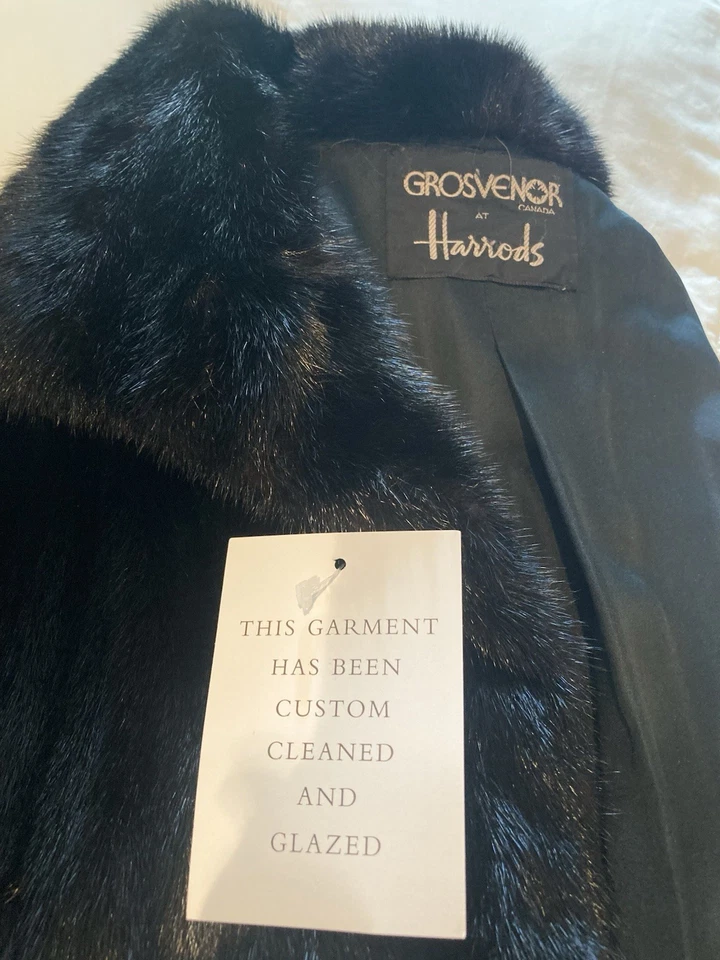 GROSVENOR
CANADA
AT
Harrods
THIS GARMENT
HAS BEEN
CUSTOM
CLEANED
AND
GLAZED